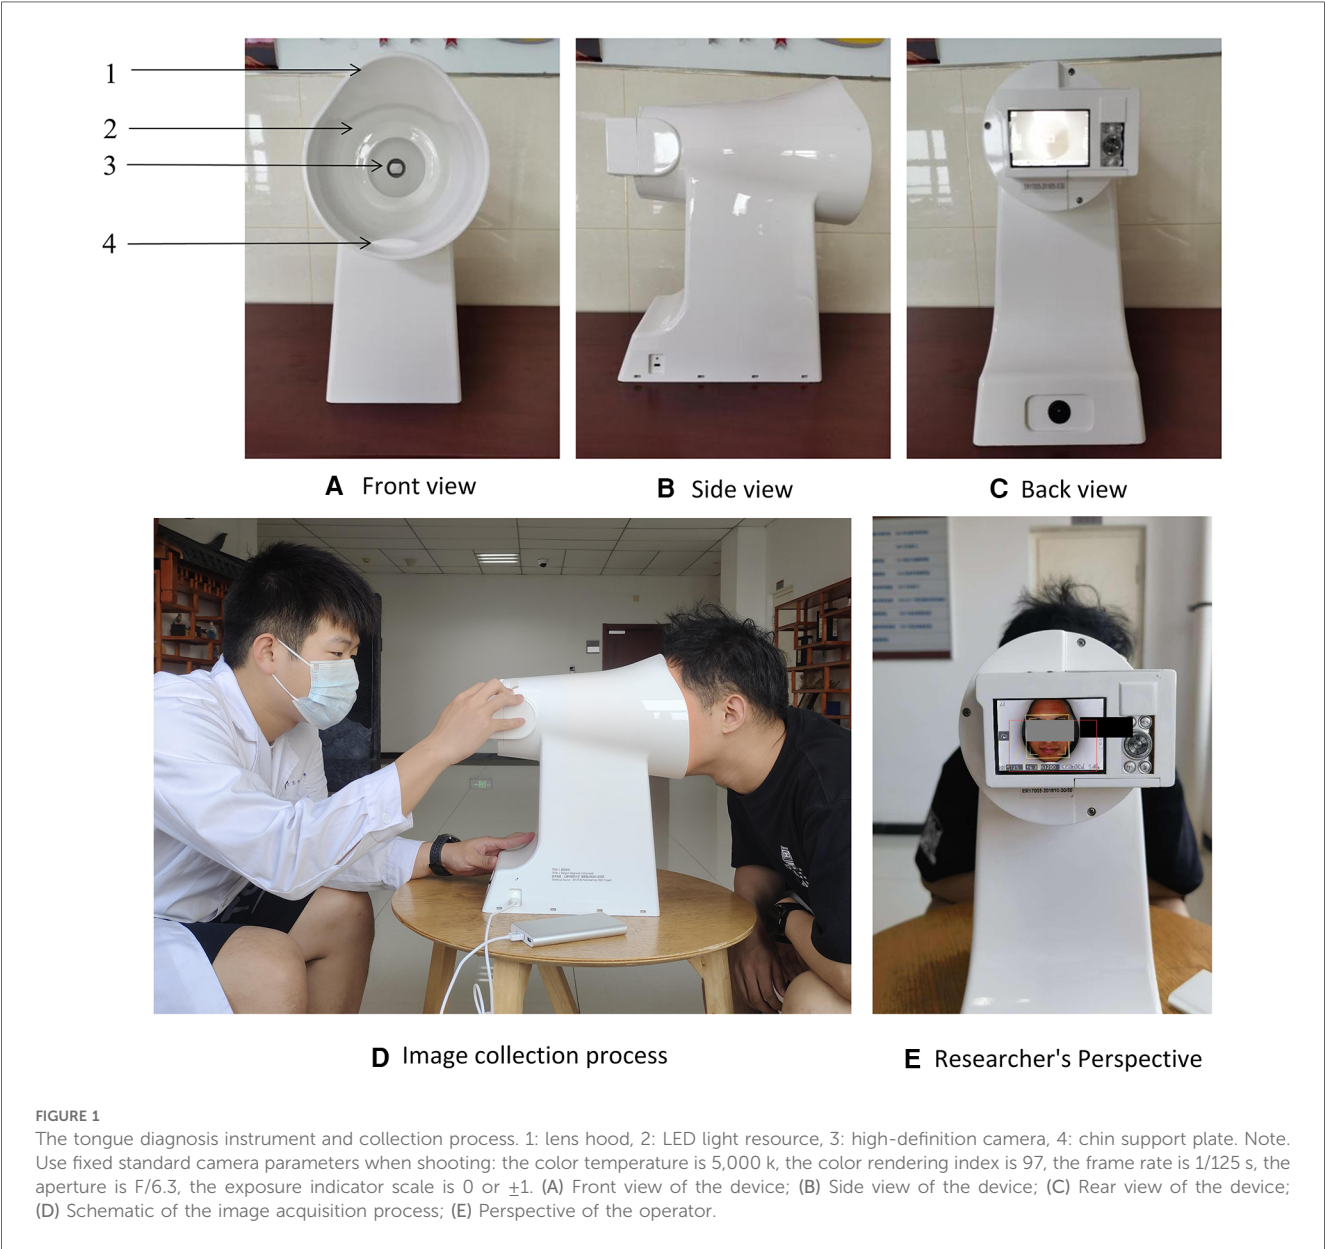 1
2
3
4
A Front view
B Side view
C Back view
D Image collection process
E Researcher's Perspective
FIGURE 1
The tongue diagnosis instrument and collection process. 1: lens hood, 2: LED light resource, 3: high-definition camera, 4: chin support plate. Note.
Use fixed standard camera parameters when shooting: the color temperature is 5,000 k, the color rendering index is 97, the frame rate is 1/125 s, the
aperture is F/6.3, the exposure indicator scale is 0 or ±1. (A) Front view of the device; (B) Side view of the device; (C) Rear view of the device;
(D) Schematic of the image acquisition process; (E) Perspective of the operator.